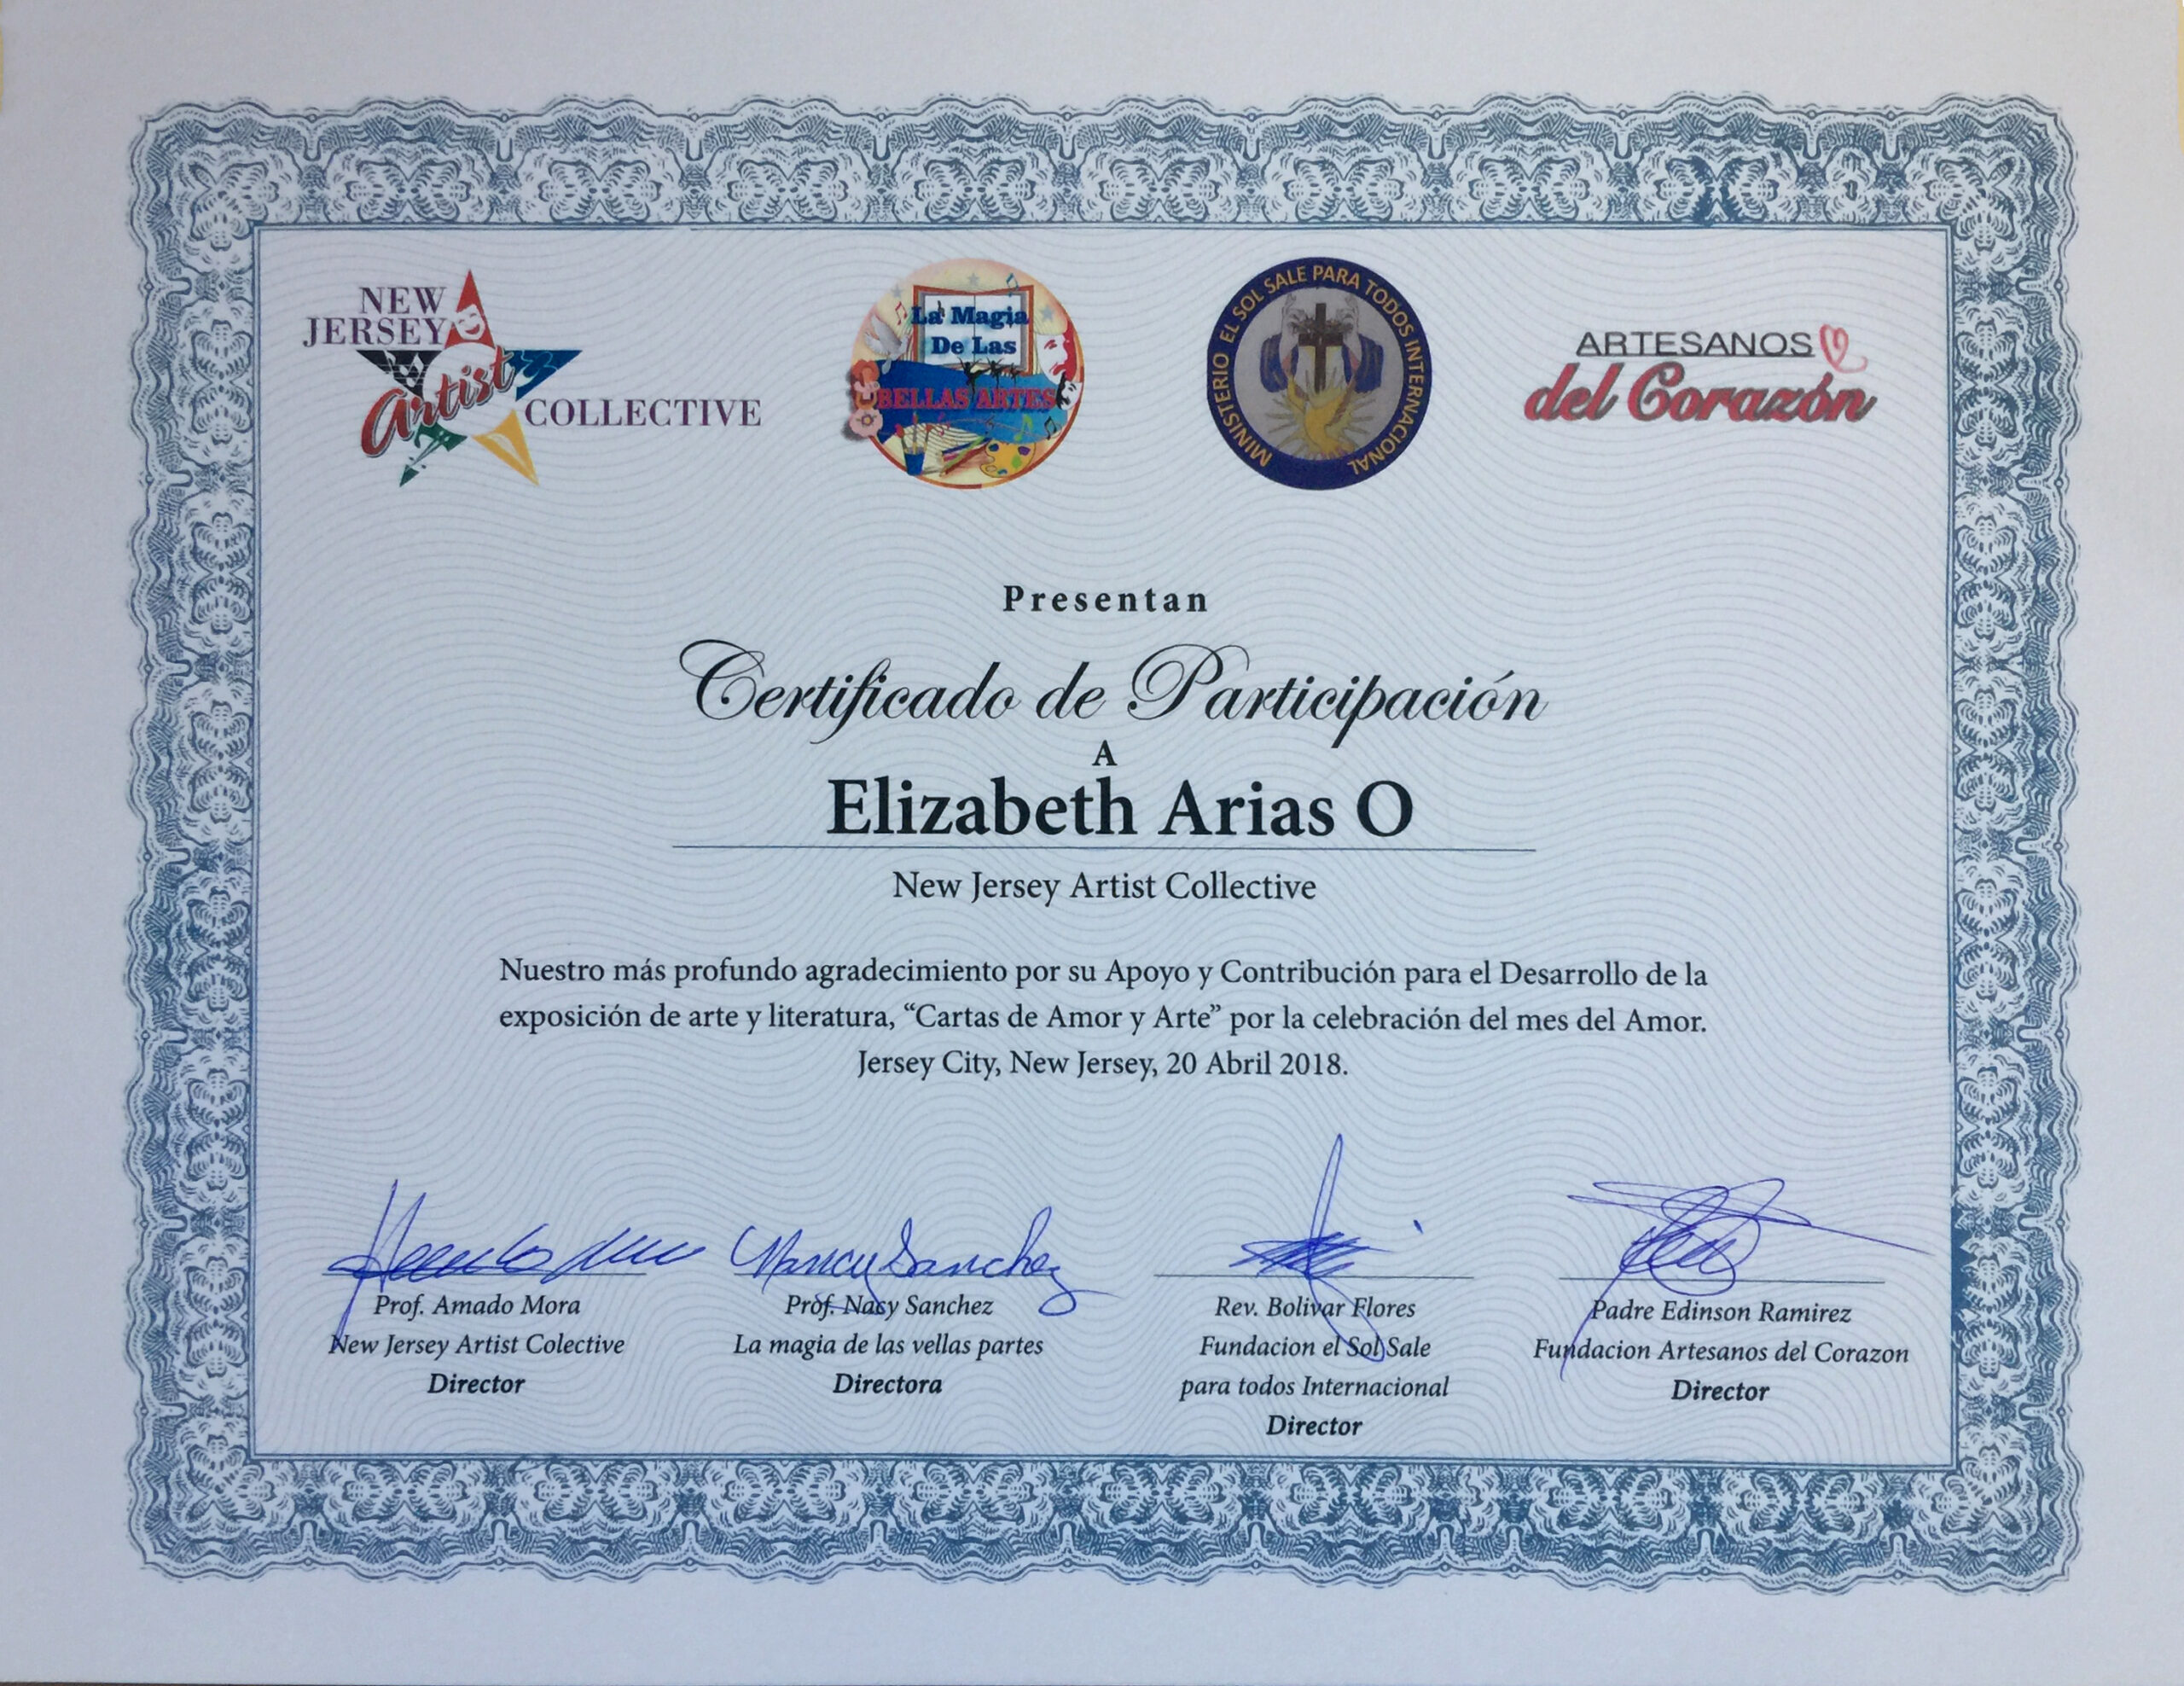 NEW
JERSEY
Artist
COLLECTIVE
La Magia
De Las
BELLAS ARTES
MINISTERIO EL SOL SALE PARA TODOS INTERNACIONAL
ARTESANOS
del Corazón
Presentan
Certificado de Participación
A
Elizabeth Arias O
New Jersey Artist Collective
Nuestro más profundo agradecimiento por su Apoyo y Contribución para el Desarrollo de la
exposición de arte y literatura, “Cartas de Amor y Arte” por la celebración del mes del Amor.
Jersey City, New Jersey, 20 Abril 2018.
Nancy Sanchez
Prof. Amado Mora
New Jersey Artist Colective
Director
Prof. Nasy Sanchez
La magia de las vellas partes
Directora
Rev. Bolivar Flores
Fundacion el Sol Sale
para todos Internacional
Director
Padre Edinson Ramirez
Fundacion Artesanos del Corazon
Director